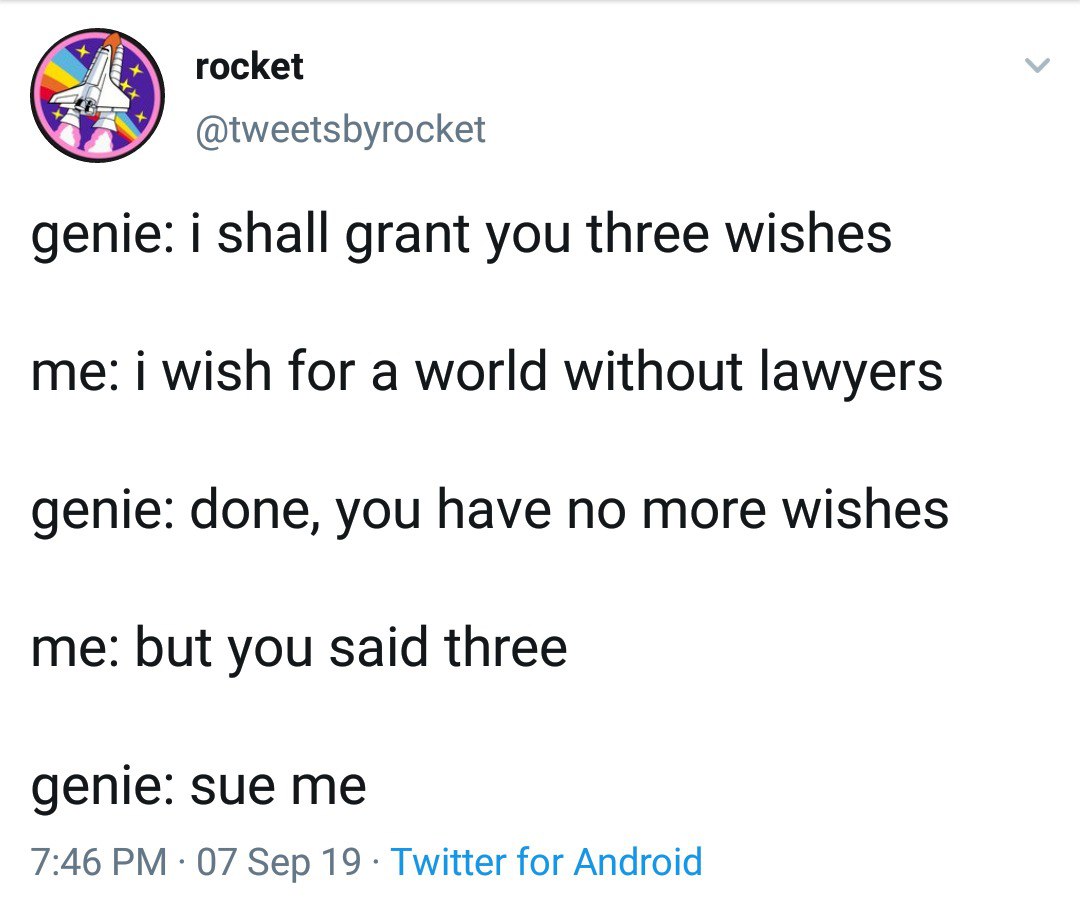 rocket
@tweetsbyrocket
genie: i shall grant you three wishes
me: i wish for a world without lawyers
genie: done, you have no more wishes
me: but you said three
genie: sue me
7:46 PM · 07 Sep 19 · Twitter for Android